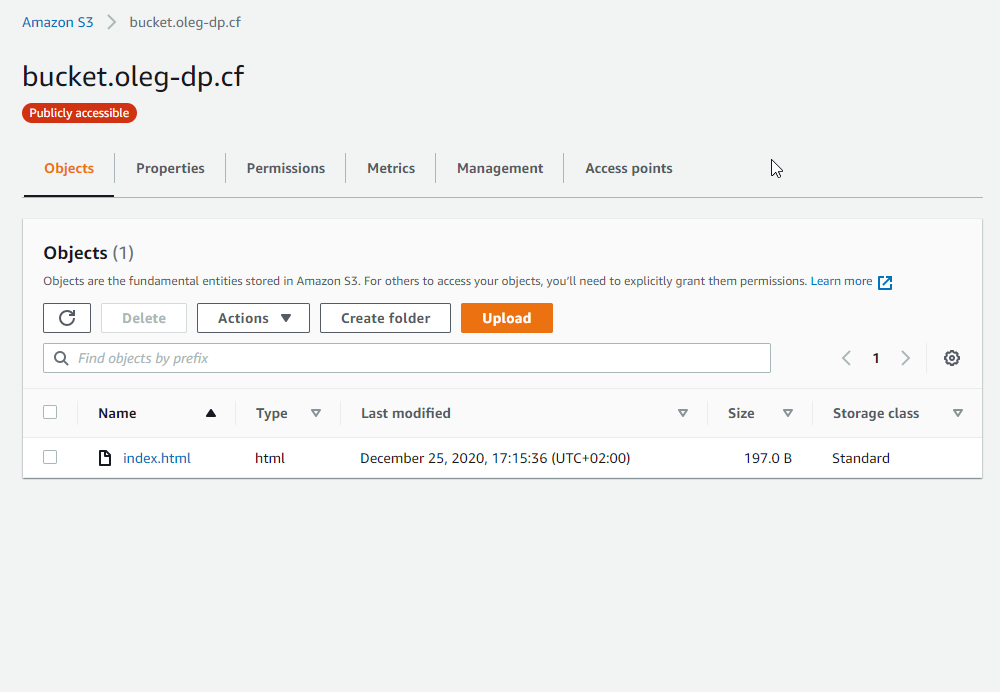 Amazon S3 bucket.oleg-dp.cf
bucket.oleg-dp.cf
Publicly accessible
Objects Properties Permissions Metrics Management Access points
Objects (1)
Objects are the fundamental entities stored in Amazon S3. For others to access your objects, you'll need to explicitly grant them permissions. Learn more
Delete Actions Create folder Upload
Find objects by prefix 1
Name Type Last modified Size Storage class
index.html html December 25, 2020, 17:15:36 (UTC+02:00) 197.0 B Standard